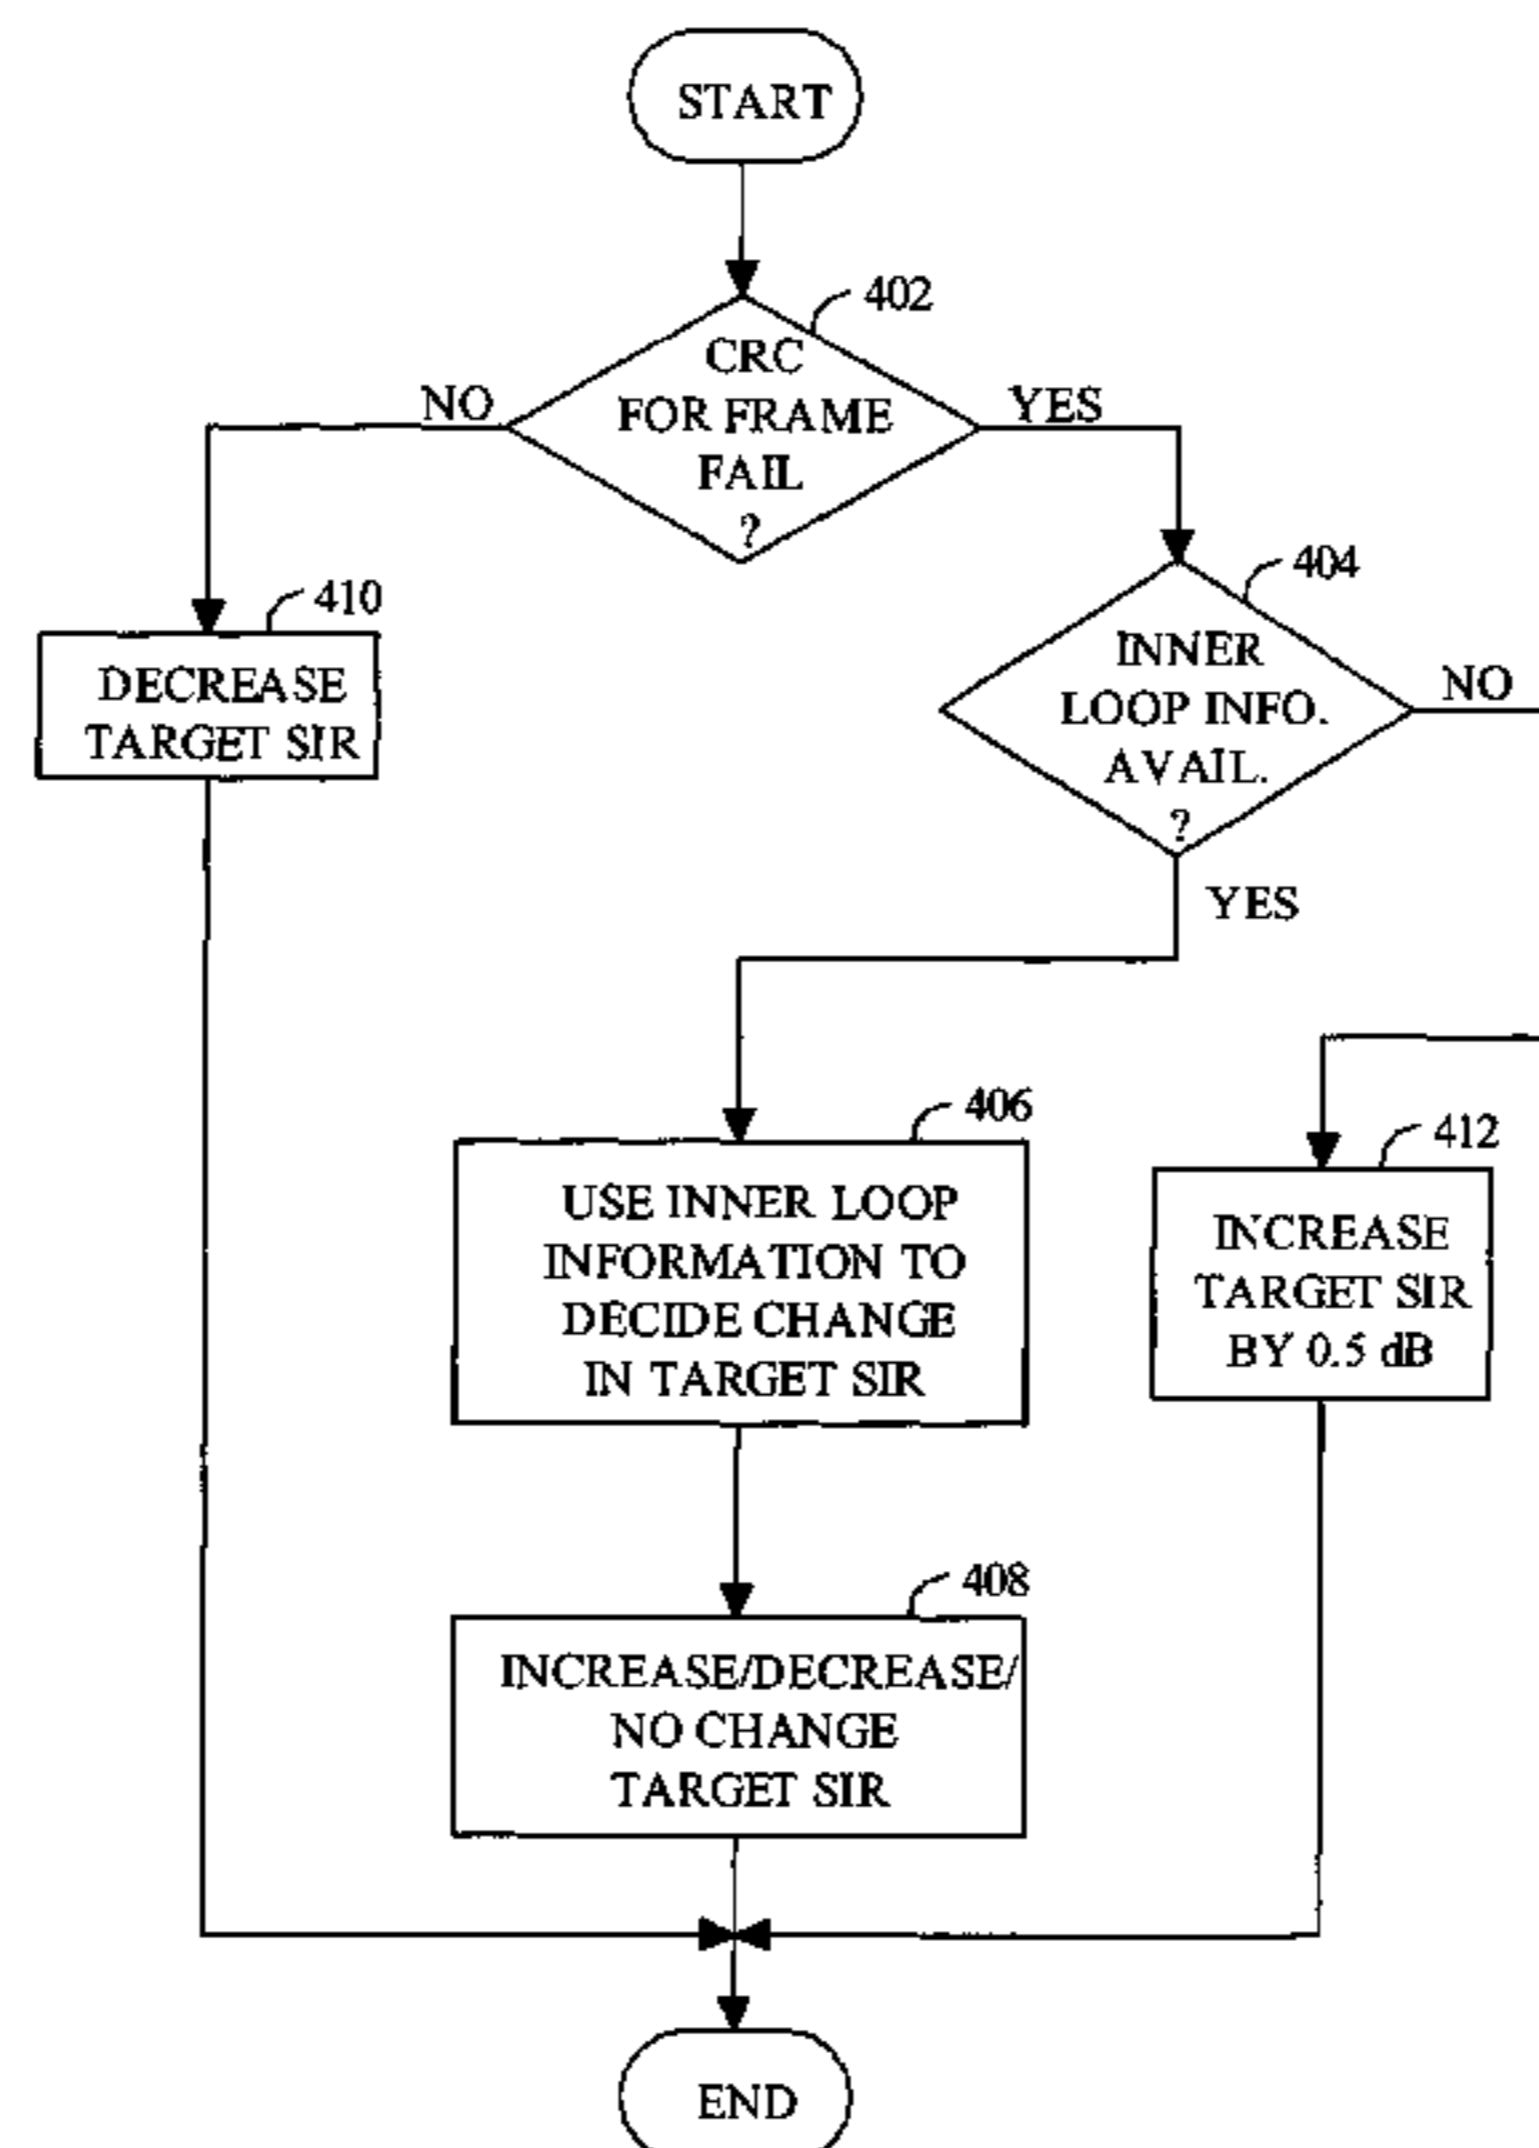 START
402
CRC
FOR FRAME
FAIL
?
NO
YES
404
INNER
LOOP INFO.
AVAIL.
?
NO
YES
410
DECREASE
TARGET SIR
406
USE INNER LOOP
INFORMATION TO
DECIDE CHANGE
IN TARGET SIR
412
INCREASE
TARGET SIR
BY 0.5 dB
408
INCREASE/DECREASE/
NO CHANGE
TARGET SIR
END